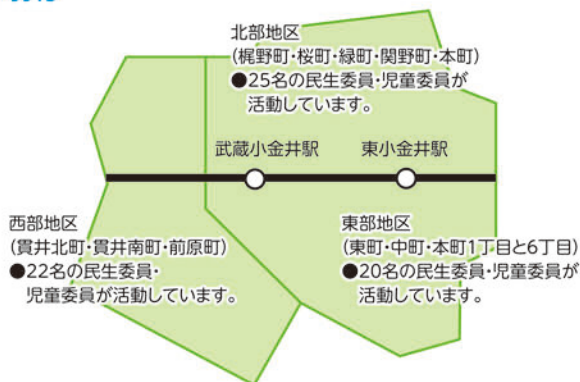 北部地区
(梶野町・桜町・緑町・関野町・本町)
●25名の民生委員・児童委員が
活動しています。
武蔵小金井駅
東小金井駅
西部地区
(貫井北町・貫井南町・前原町)
●22名の民生委員・
児童委員が活動しています。
東部地区
(東町・中町・本町1丁目と6丁目)
●20名の民生委員・児童委員が
活動しています。